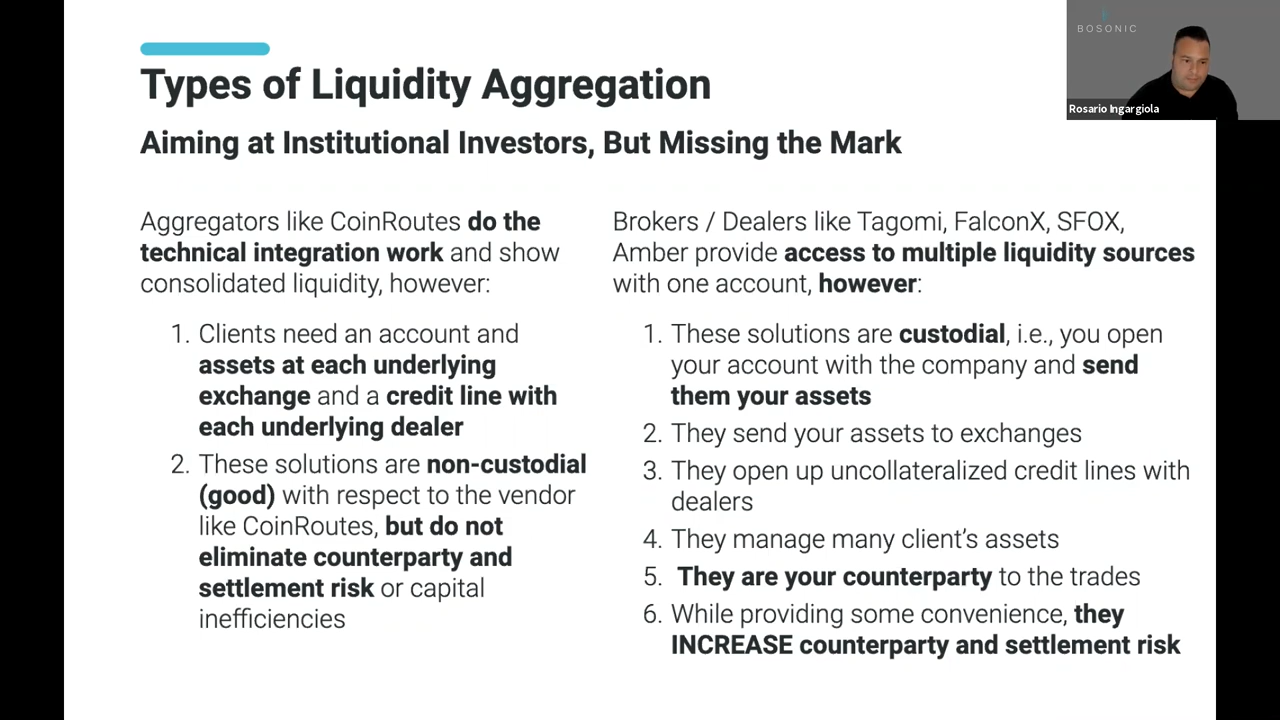 Types of Liquidity Aggregation
Aiming at Institutional Investors, But Missing the Mark
Aggregators like CoinRoutes do the
technical integration work and show
consolidated liquidity, however:
1. Clients need an account and
assets at each underlying
exchange and a credit line with
each underlying dealer
2. These solutions are non-custodial
(good) with respect to the vendor
like CoinRoutes, but do not
eliminate counterparty and
settlement risk or capital
inefficiencies
Brokers / Dealers like Tagomi, FalconX, SFOX,
Amber provide access to multiple liquidity sources
with one account, however:
1. These solutions are custodial, i.e., you open
your account with the company and send
them your assets
2. They send your assets to exchanges
3. They open up uncollateralized credit lines with
dealers
4. They manage many client’s assets
5. They are your counterparty to the trades
6. While providing some convenience, they
INCREASE counterparty and settlement risk
BOSONIC
Rosario Ingargiola